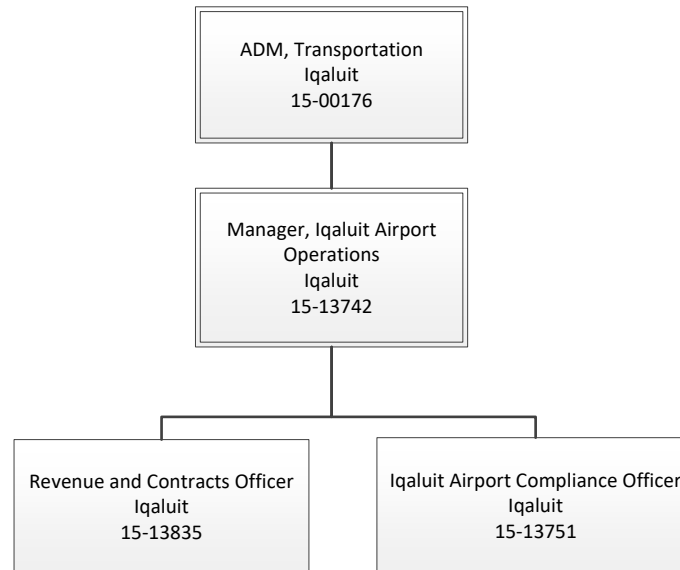 ADM, Transportation
Iqaluit
15-00176
Manager, Iqaluit Airport
Operations
Iqaluit
15-13742
Revenue and Contracts Officer
Iqaluit
15-13835
Iqaluit Airport Compliance Officer
Iqaluit
15-13751